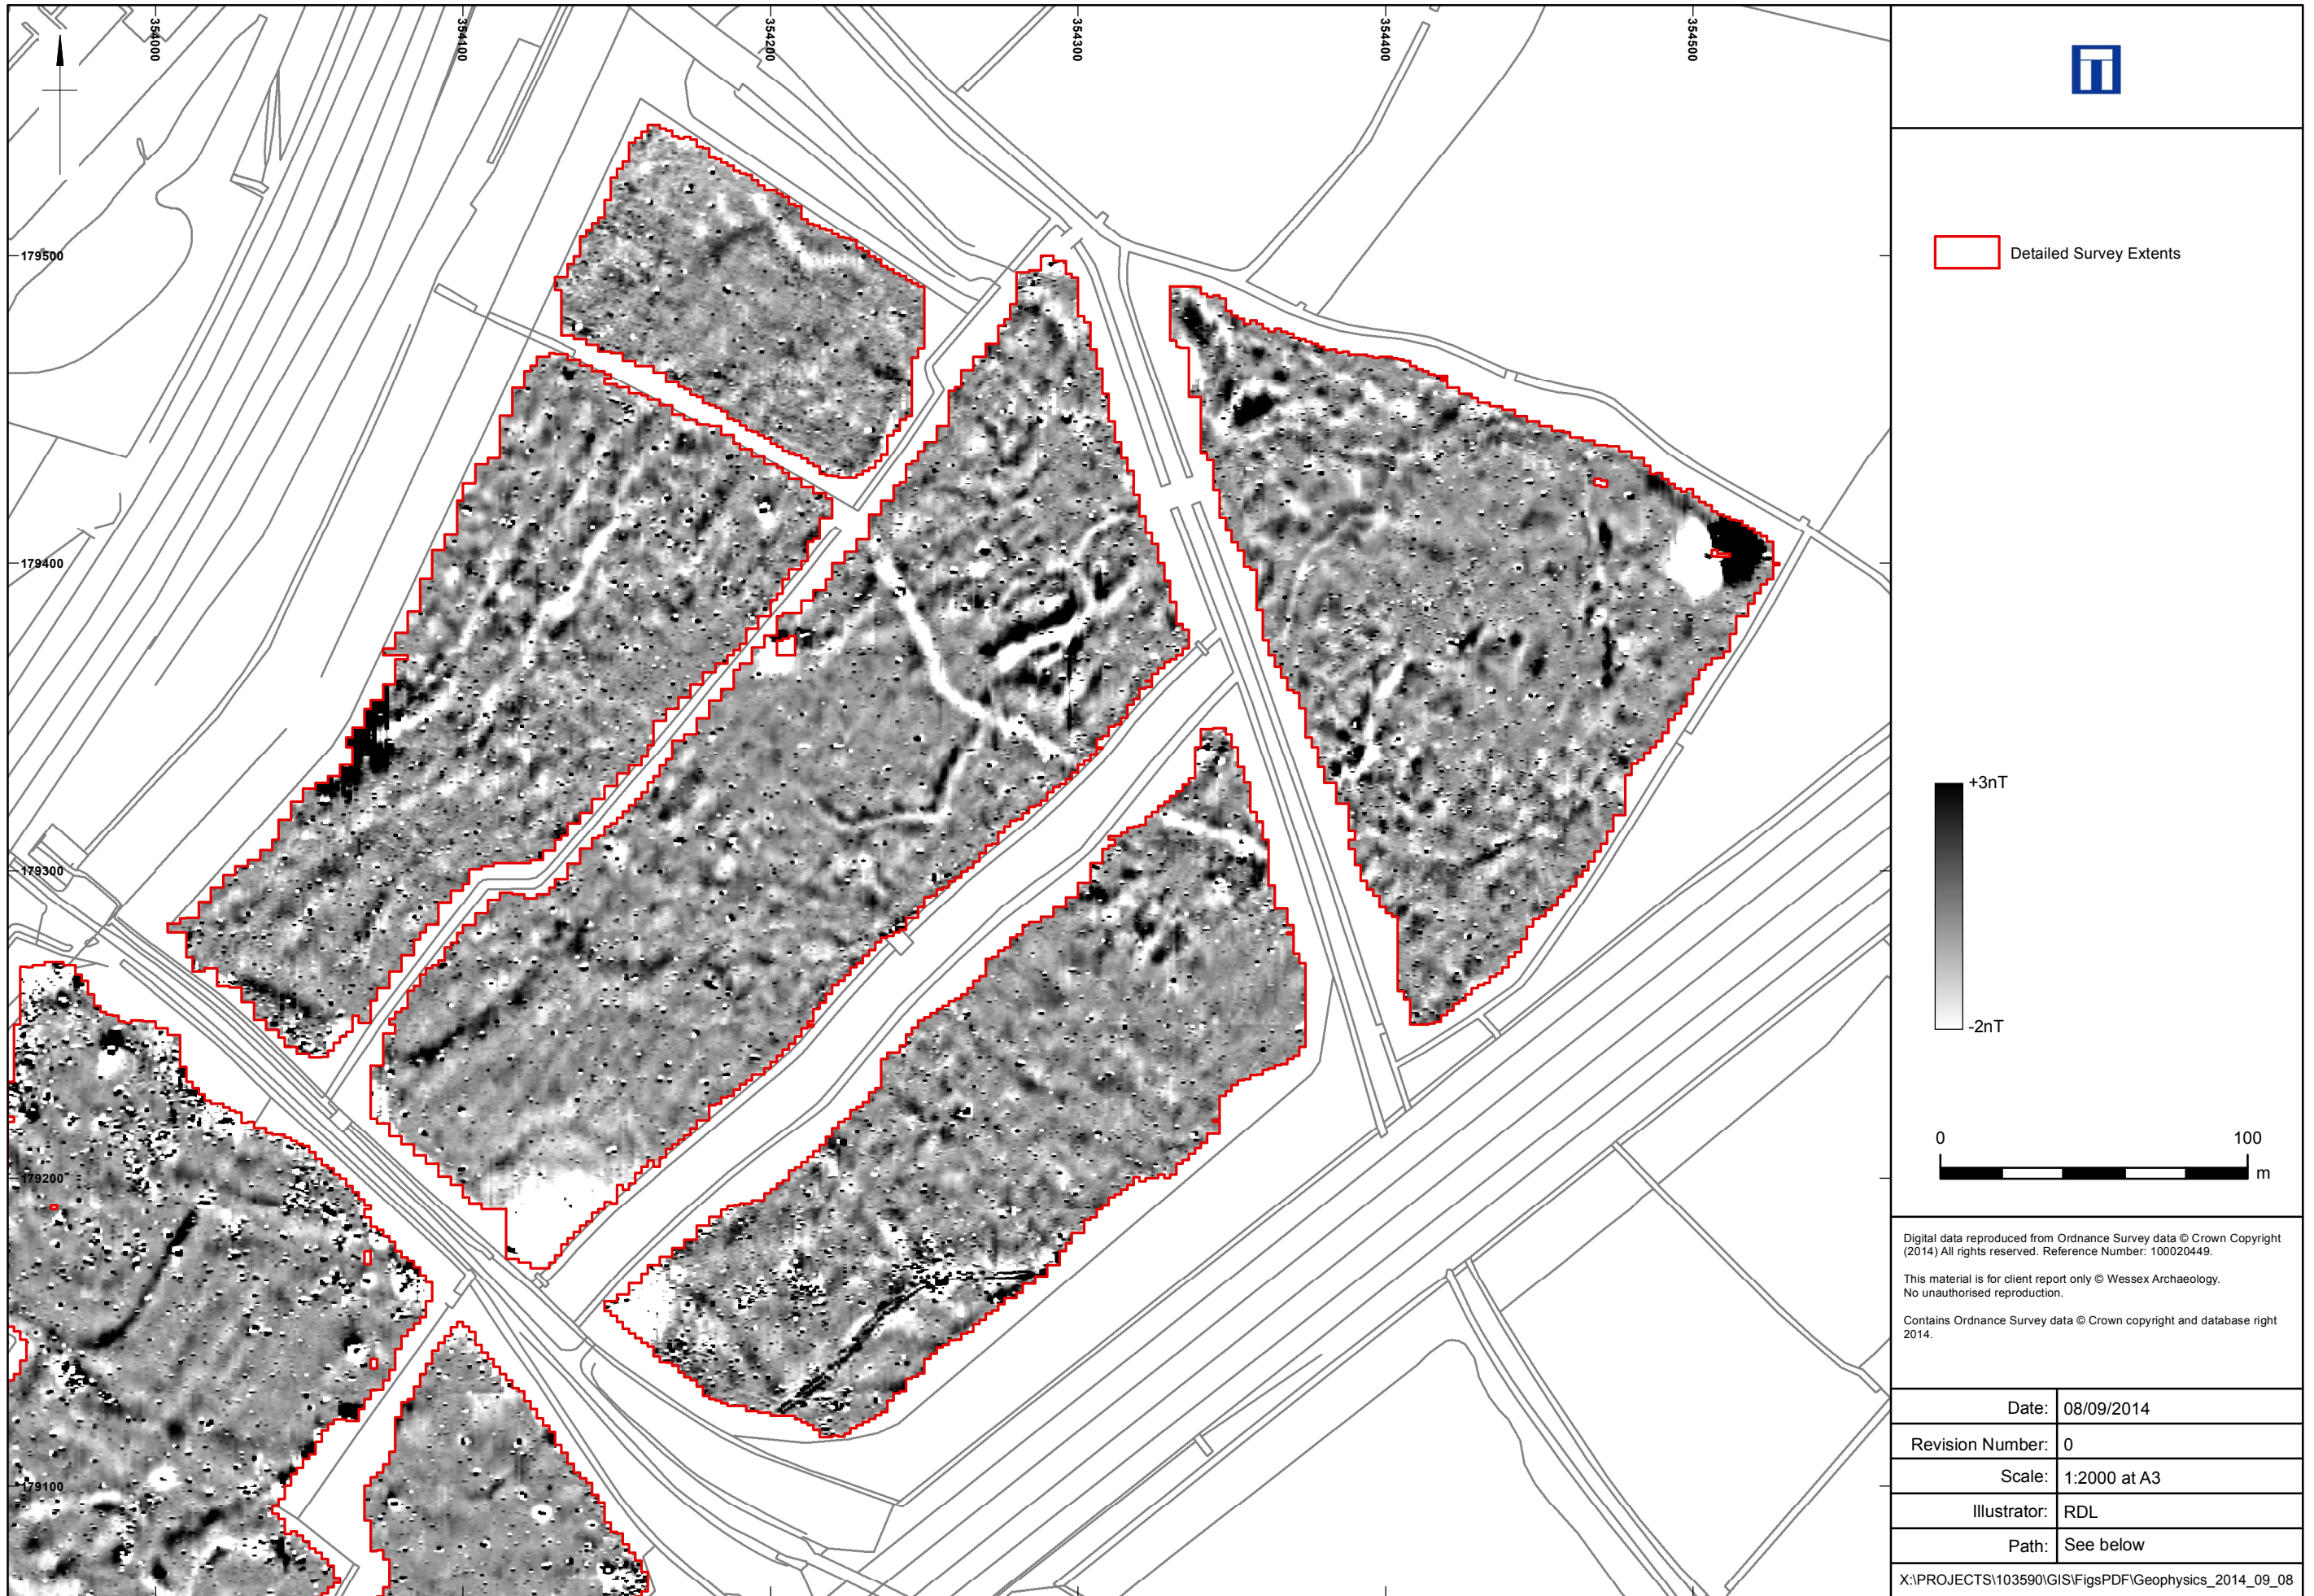 354000
354100
354200
354300
354400
354500
179500
179400
179300
179200
179100
Detailed Survey Extents
+3nT
-2nT
0 100
m
Digital data reproduced from Ordnance Survey data © Crown Copyright
(2014) All rights reserved. Reference Number: 100020449.
This material is for client report only © Wessex Archaeology.
No unauthorised reproduction.
Contains Ordnance Survey data © Crown copyright and database right
2014.
Date: 08/09/2014
Revision Number: 0
Scale: 1:2000 at A3
Illustrator: RDL
Path: See below
X:\PROJECTS\103590\GIS\FigsPDF\Geophysics_2014_09_08